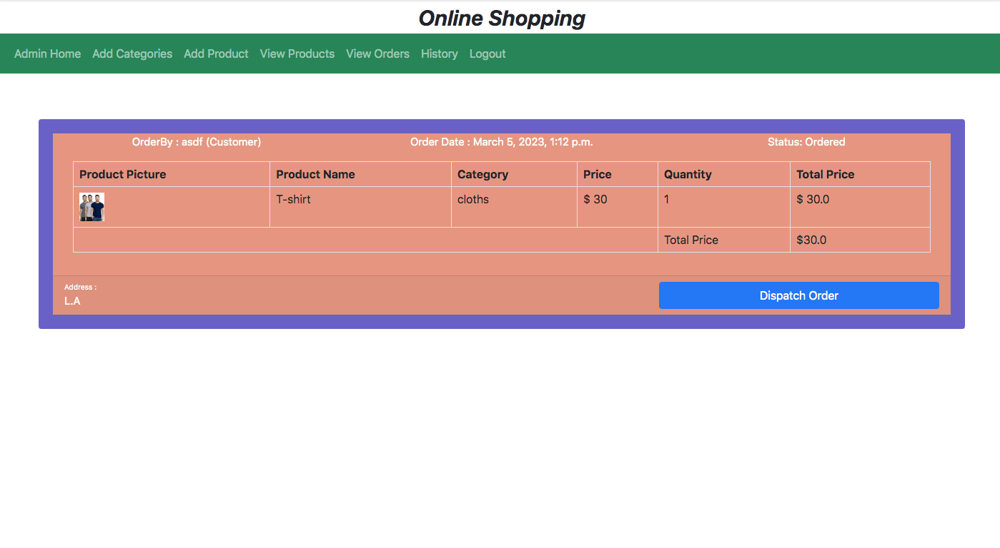 Online Shopping
Admin Home Add Categories Add Product View Products View Orders History Logout
OrderBy : asdf (Customer) Order Date : March 5, 2023, 1:12 p.m. Status: Ordered
Product Picture Product Name Category Price Quantity Total Price
T-shirt cloths $ 30 1 $ 30.0
Total Price $30.0
Address :
L.A
Dispatch Order